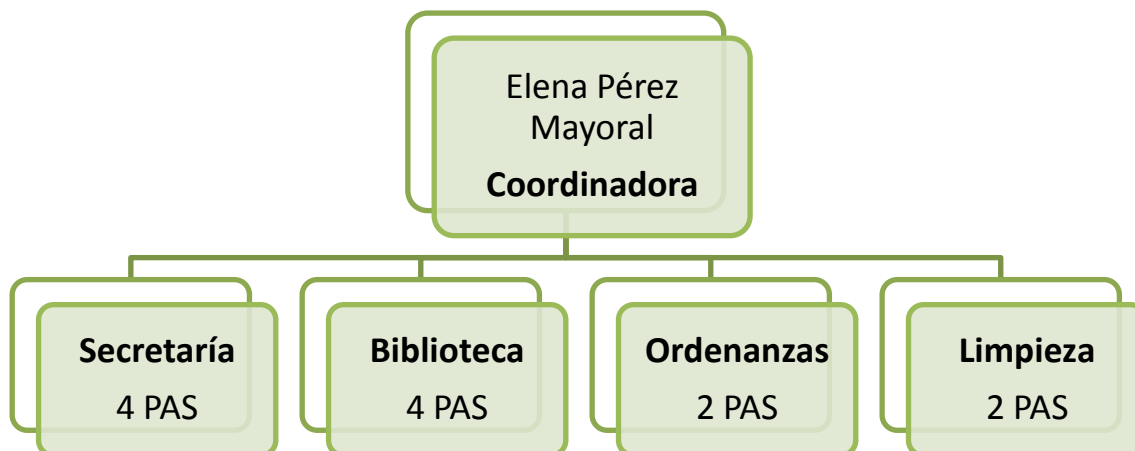 Elena Pérez
Mayoral
Coordinadora
Secretaría
4 PAS
Biblioteca
4 PAS
Ordenanzas
2 PAS
Limpieza
2 PAS